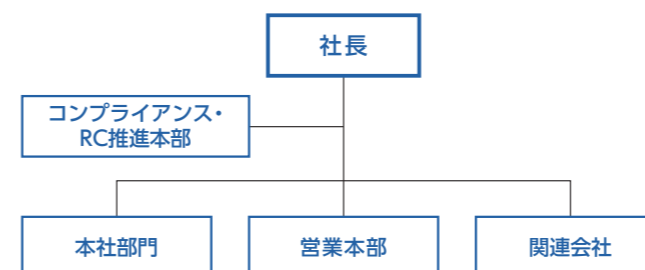 社長
コンプライアンス・
RC推進本部
本社部門
営業本部
関連会社